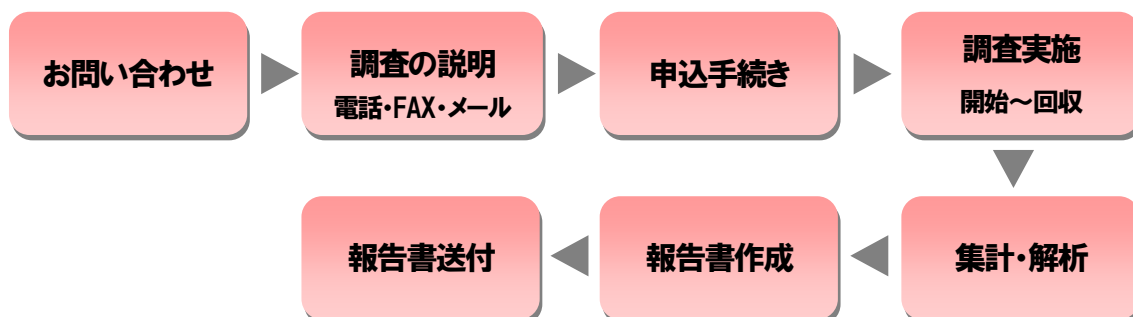 お問い合わせ
調査の説明
電話・FAX・メール
申込手続き
調査実施
開始～回収
集計・解析
報告書作成
報告書送付